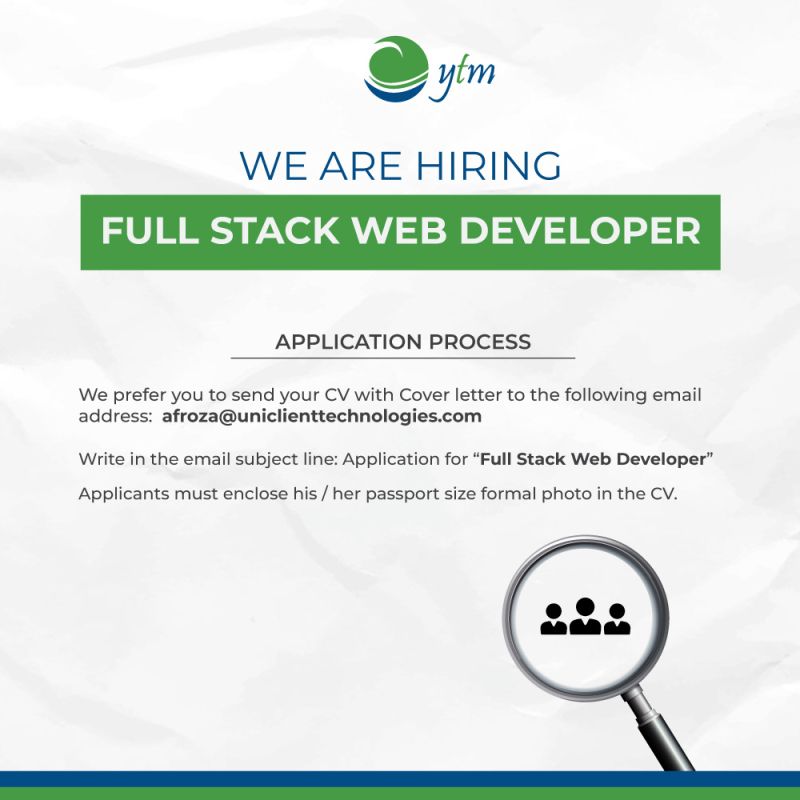 ytm
WE ARE HIRING
FULL STACK WEB DEVELOPER
APPLICATION PROCESS
We prefer you to send your CV with Cover letter to the following email
address: afroza@uniclienttechnologies.com
Write in the email subject line: Application for “Full Stack Web Developer”
Applicants must enclose his / her passport size formal photo in the CV.